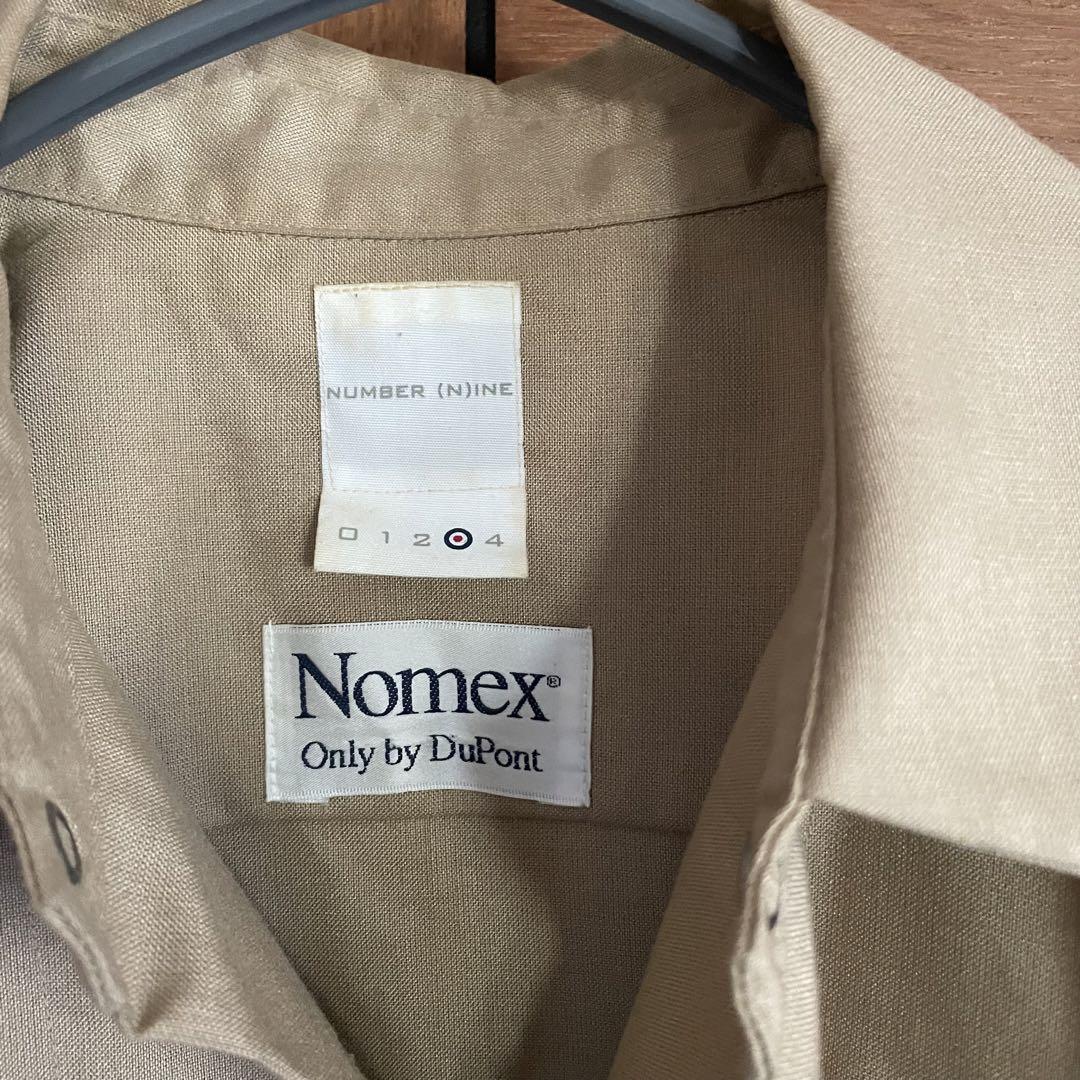 NUMBER (N)INE
0 1 2 4
Nomex®
Only by DuPont